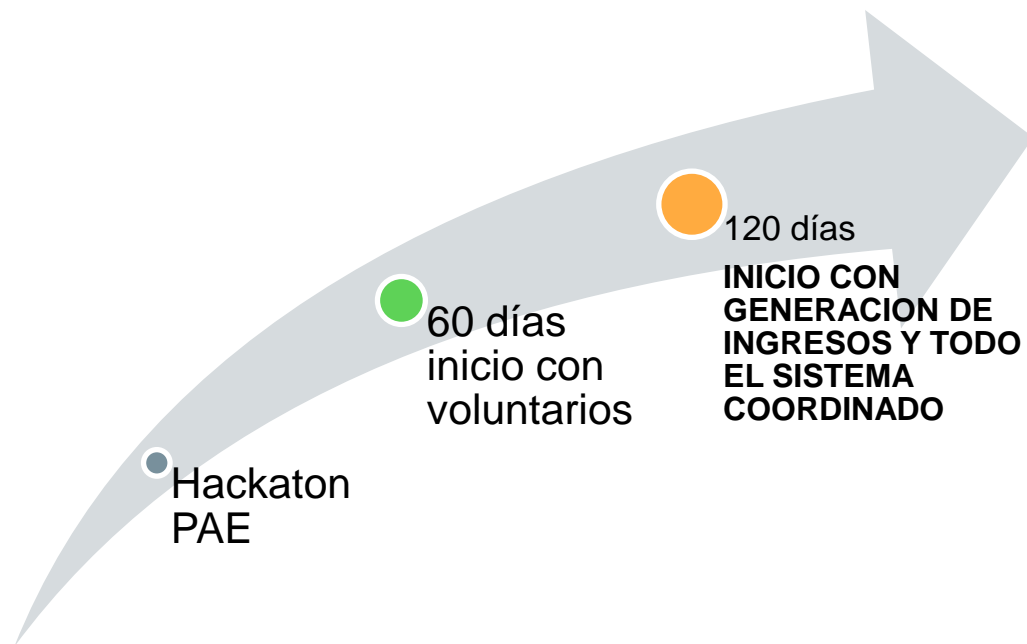 Hackaton
PAE
60 días
inicio con
voluntarios
120 días
INICIO CON
GENERACION DE
INGRESOS Y TODO
EL SISTEMA
COORDINADO